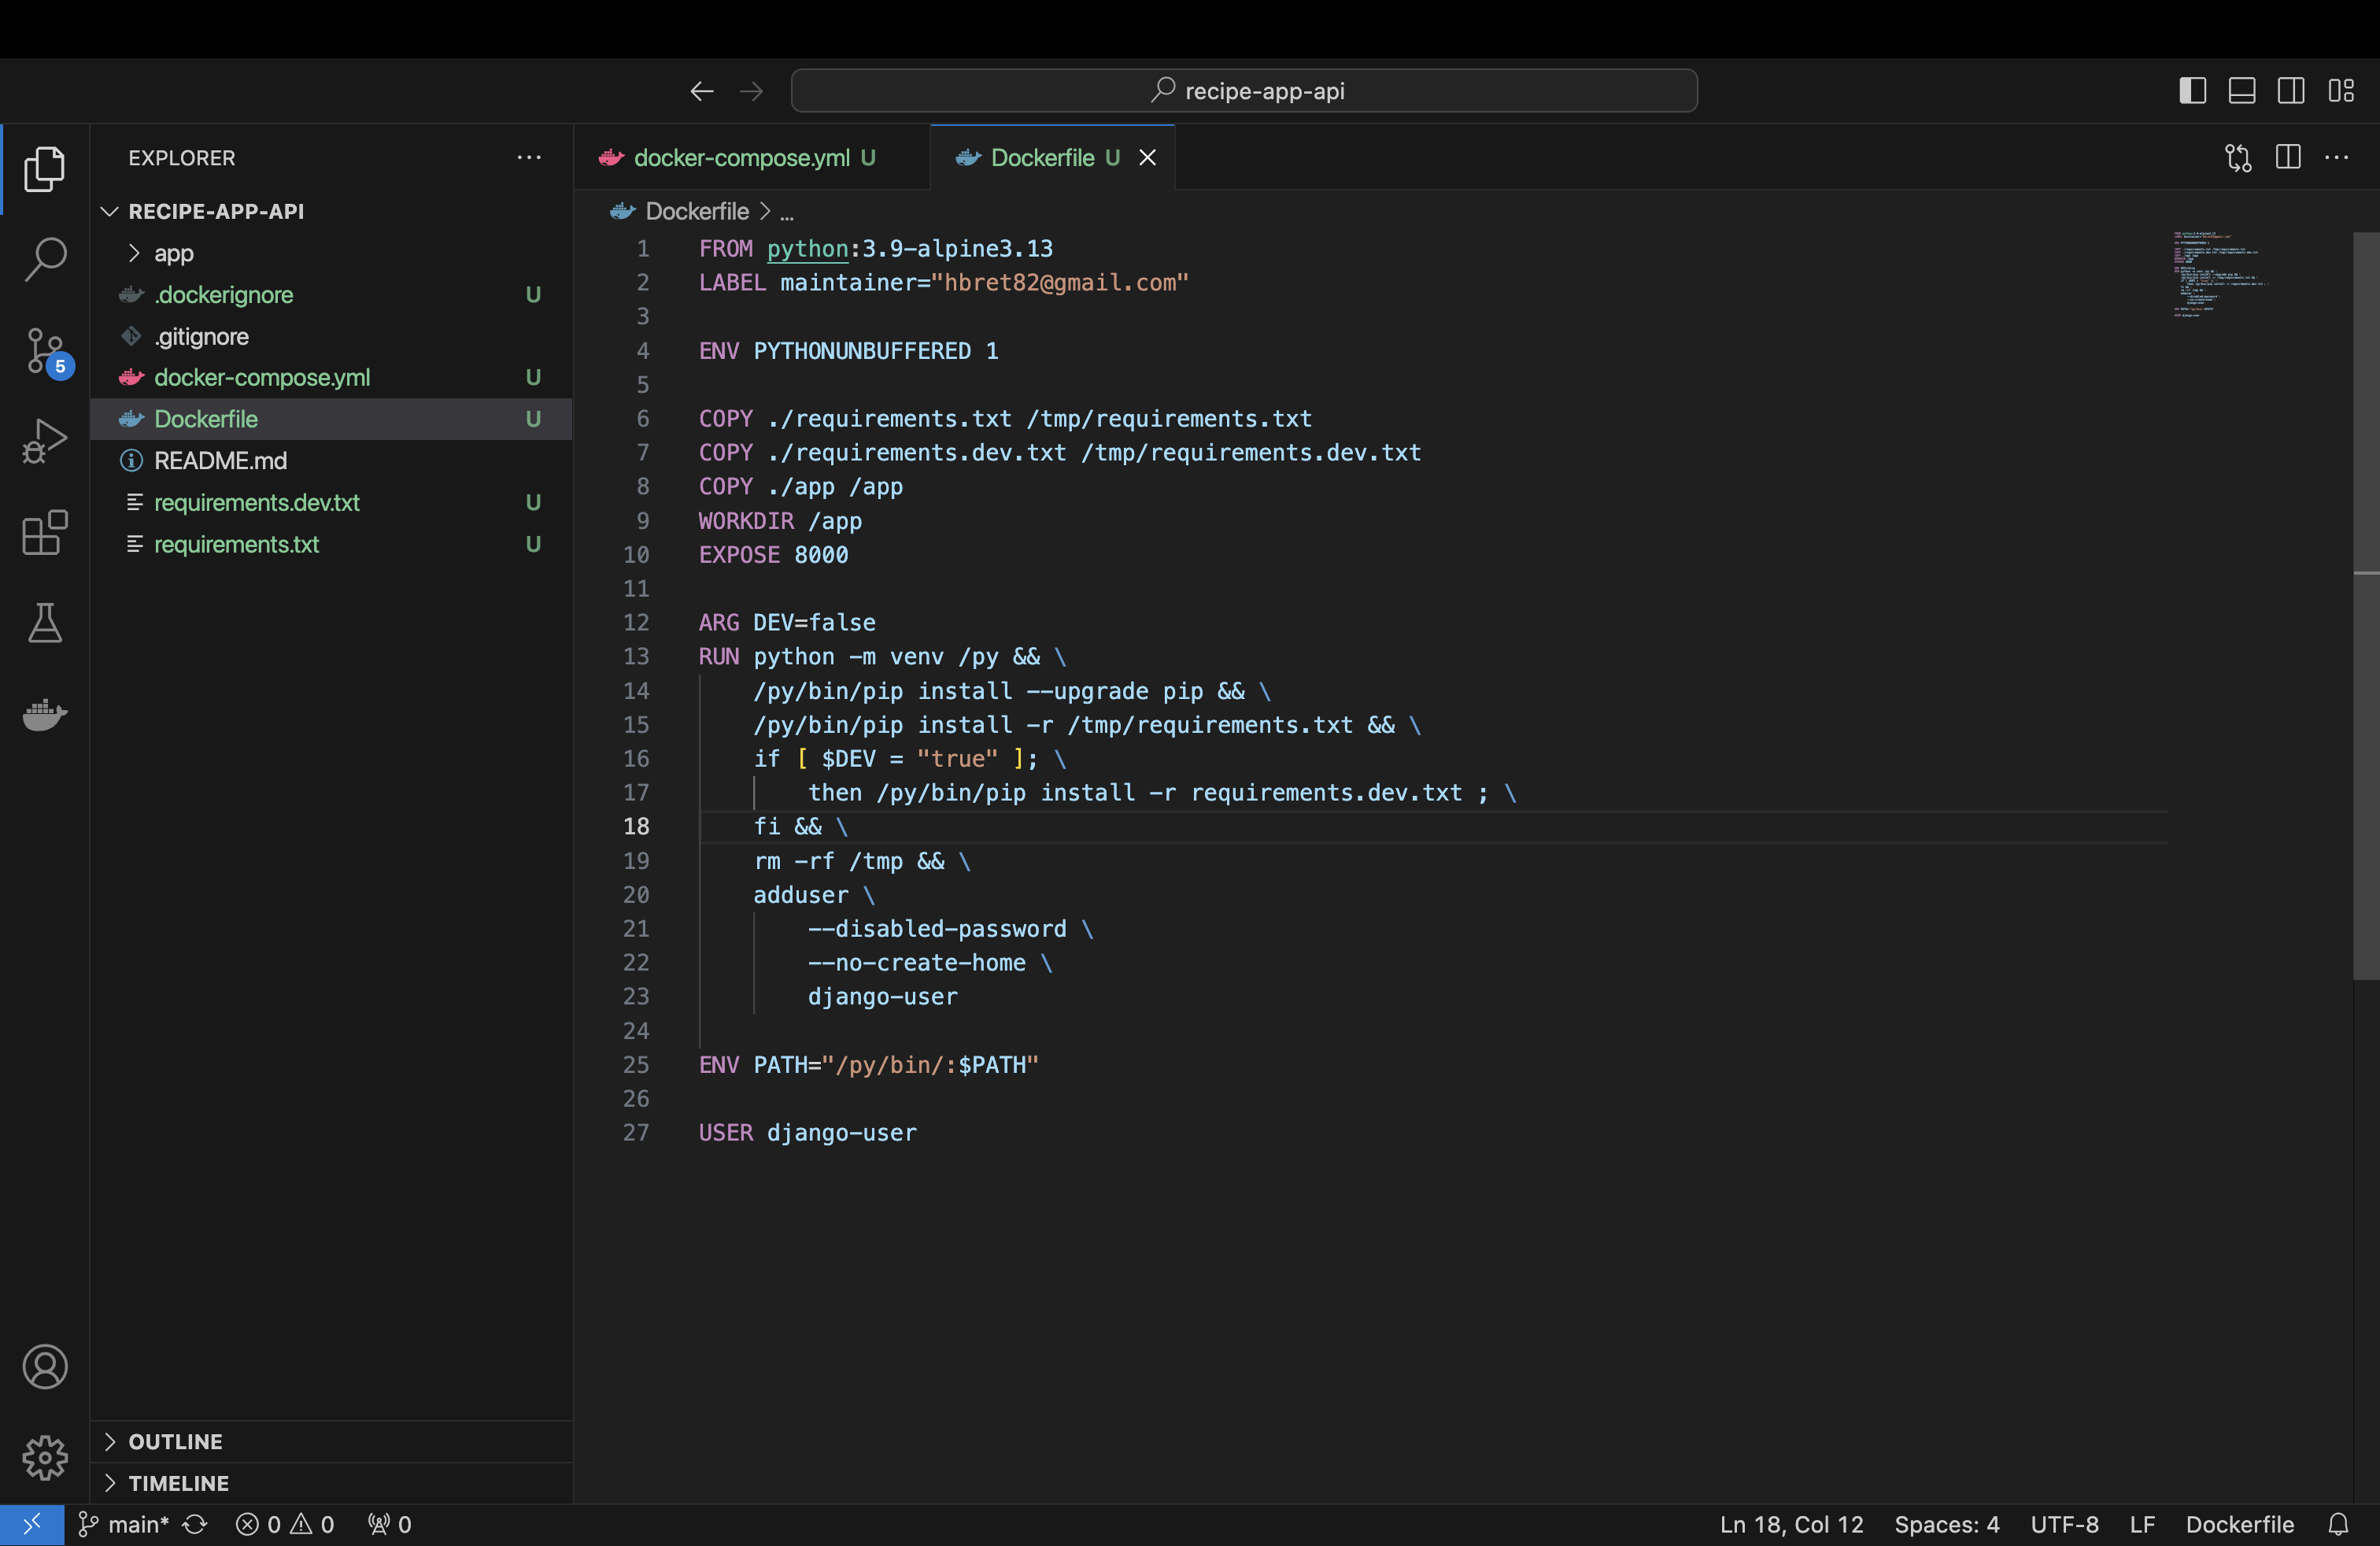 recipe-app-api
EXPLORER
RECIPE-APP-API
app
.dockerignore U
.gitignore
docker-compose.yml U
Dockerfile U
README.md
requirements.dev.txt U
requirements.txt U
5
OUTLINE
TIMELINE
docker-compose.yml U
Dockerfile U
Dockerfile > ...
1 FROM python:3.9-alpine3.13
2 LABEL maintainer="hbret82@gmail.com"
3
4 ENV PYTHONUNBUFFERED 1
5
6 COPY ./requirements.txt /tmp/requirements.txt
7 COPY ./requirements.dev.txt /tmp/requirements.dev.txt
8 COPY ./app /app
9 WORKDIR /app
10 EXPOSE 8000
11
12 ARG DEV=false
13 RUN python -m venv /py && \
14 /py/bin/pip install --upgrade pip && \
15 /py/bin/pip install -r /tmp/requirements.txt && \
16 if [ $DEV = "true" ]; \
17 then /py/bin/pip install -r requirements.dev.txt ; \
18 fi && \
19 rm -rf /tmp && \
20 adduser \
21 --disabled-password \
22 --no-create-home \
23 django-user
24
25 ENV PATH="/py/bin/:$PATH"
26
27 USER django-user
main* 0 0 0
Ln 18, Col 12 Spaces: 4 UTF-8 LF Dockerfile